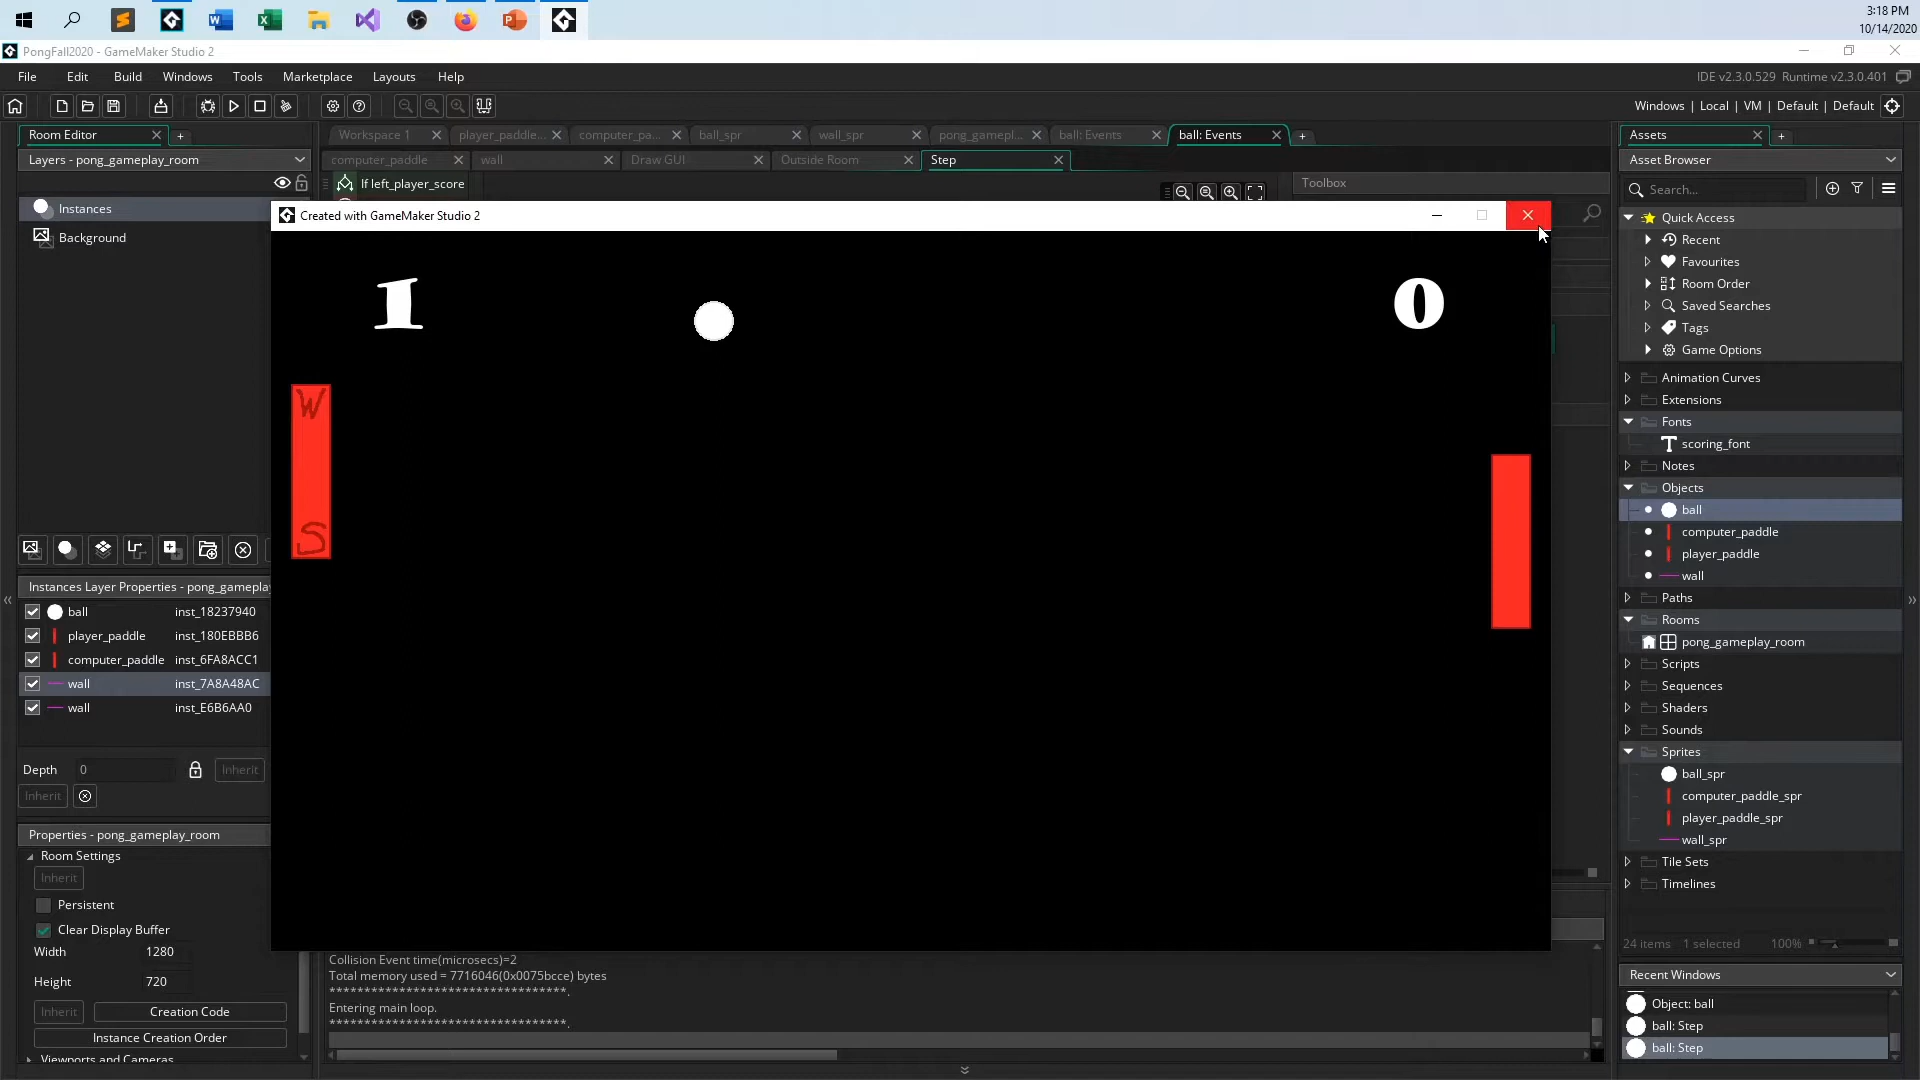 3:18 PM
10/14/2020
PongFall2020 - GameMaker Studio 2
File Edit Build Windows Tools Marketplace Layouts Help
IDE v2.3.0.529 Runtime v2.3.0.401
Windows | Local | VM | Default | Default
Room Editor
Workspace 1 player_paddle... computer_pa... ball_spr wall_spr pong_gamepl... ball: Events ball: Events
Assets
Layers - pong_gameplay_room
computer_paddle wall Draw GUI Outside Room Step
Asset Browser
If left_player_score
Toolbox
Search...
Instances
Background
Created with GameMaker Studio 2
1
0
W
S
Quick Access
Recent
Favourites
Room Order
Saved Searches
Tags
Game Options
Animation Curves
Extensions
Fonts
scoring_font
Notes
Objects
ball
computer_paddle
player_paddle
wall
Paths
Rooms
pong_gameplay_room
Scripts
Sequences
Shaders
Sounds
Sprites
ball_spr
computer_paddle_spr
player_paddle_spr
wall_spr
Tile Sets
Timelines
24 items 1 selected 100%
Recent Windows
Object: ball
ball: Step
ball: Step
Instances Layer Properties - pong_gameplay
ball inst_18237940
player_paddle inst_180EBBB6
computer_paddle inst_6FA8ACC1
wall inst_7A8A48AC
wall inst_E6B6AA0
Depth 0 Inherit
Inherit
Properties - pong_gameplay_room
Room Settings
Inherit
Persistent
Clear Display Buffer
Width 1280
Height 720
Inherit Creation Code
Instance Creation Order
Viewports and Cameras
Collision Event time(microsecs)=2
Total memory used = 7716046(0x0075bcce) bytes
**********************************.
Entering main loop.
**********************************.